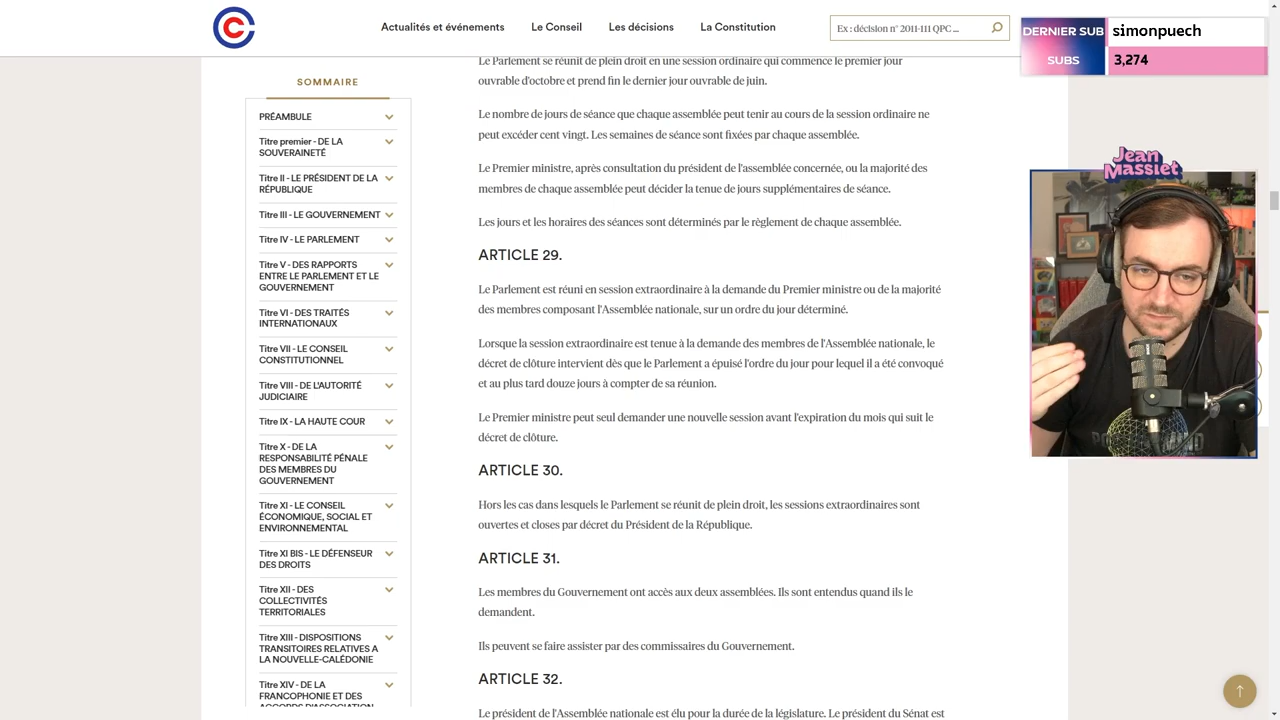 Actualités et événements
Le Conseil
Les décisions
La Constitution
Ex : décision n° 2011-111 QPC ...
DERNIER SUB
simonpuech
SUBS
3,274
Jean
Massiet
SOMMAIRE
PRÉAMBULE
Titre premier - DE LA
SOUVERAINETÉ
Titre II - LE PRÉSIDENT DE LA
RÉPUBLIQUE
Titre III - LE GOUVERNEMENT
Titre IV - LE PARLEMENT
Titre V - DES RAPPORTS
ENTRE LE PARLEMENT ET LE
GOUVERNEMENT
Titre VI - DES TRAITÉS
INTERNATIONAUX
Titre VII - LE CONSEIL
CONSTITUTIONNEL
Titre VIII - DE L'AUTORITÉ
JUDICIAIRE
Titre IX - LA HAUTE COUR
Titre X - DE LA
RESPONSABILITÉ PÉNALE
DES MEMBRES DU
GOUVERNEMENT
Titre XI - LE CONSEIL
ÉCONOMIQUE, SOCIAL ET
ENVIRONNEMENTAL
Titre XI BIS - LE DÉFENSEUR
DES DROITS
Titre XII - DES
COLLECTIVITÉS
TERRITORIALES
Titre XIII - DISPOSITIONS
TRANSITOIRES RELATIVES A
LA NOUVELLE-CALÉDONIE
Titre XIV - DE LA
FRANCOPHONIE ET DES
ACCORDS D'ASSOCIATION
Le Parlement se réunit de plein droit en une session ordinaire qui commence le premier jour
ouvrable d'octobre et prend fin le dernier jour ouvrable de juin.
Le nombre de jours de séance que chaque assemblée peut tenir au cours de la session ordinaire ne
peut excéder cent vingt. Les semaines de séance sont fixées par chaque assemblée.
Le Premier ministre, après consultation du président de l'assemblée concernée, ou la majorité des
membres de chaque assemblée peut décider la tenue de jours supplémentaires de séance.
Les jours et les horaires des séances sont déterminés par le règlement de chaque assemblée.
ARTICLE 29.
Le Parlement est réuni en session extraordinaire à la demande du Premier ministre ou de la majorité
des membres composant l'Assemblée nationale, sur un ordre du jour déterminé.
Lorsque la session extraordinaire est tenue à la demande des membres de l'Assemblée nationale, le
décret de clôture intervient dès que le Parlement a épuisé l'ordre du jour pour lequel il a été convoqué
et au plus tard douze jours à compter de sa réunion.
Le Premier ministre peut seul demander une nouvelle session avant l'expiration du mois qui suit le
décret de clôture.
ARTICLE 30.
Hors les cas dans lesquels le Parlement se réunit de plein droit, les sessions extraordinaires sont
ouvertes et closes par décret du Président de la République.
ARTICLE 31.
Les membres du Gouvernement ont accès aux deux assemblées. Ils sont entendus quand ils le
demandent.
Ils peuvent se faire assister par des commissaires du Gouvernement.
ARTICLE 32.
Le président de l'Assemblée nationale est élu pour la durée de la législature. Le président du Sénat est